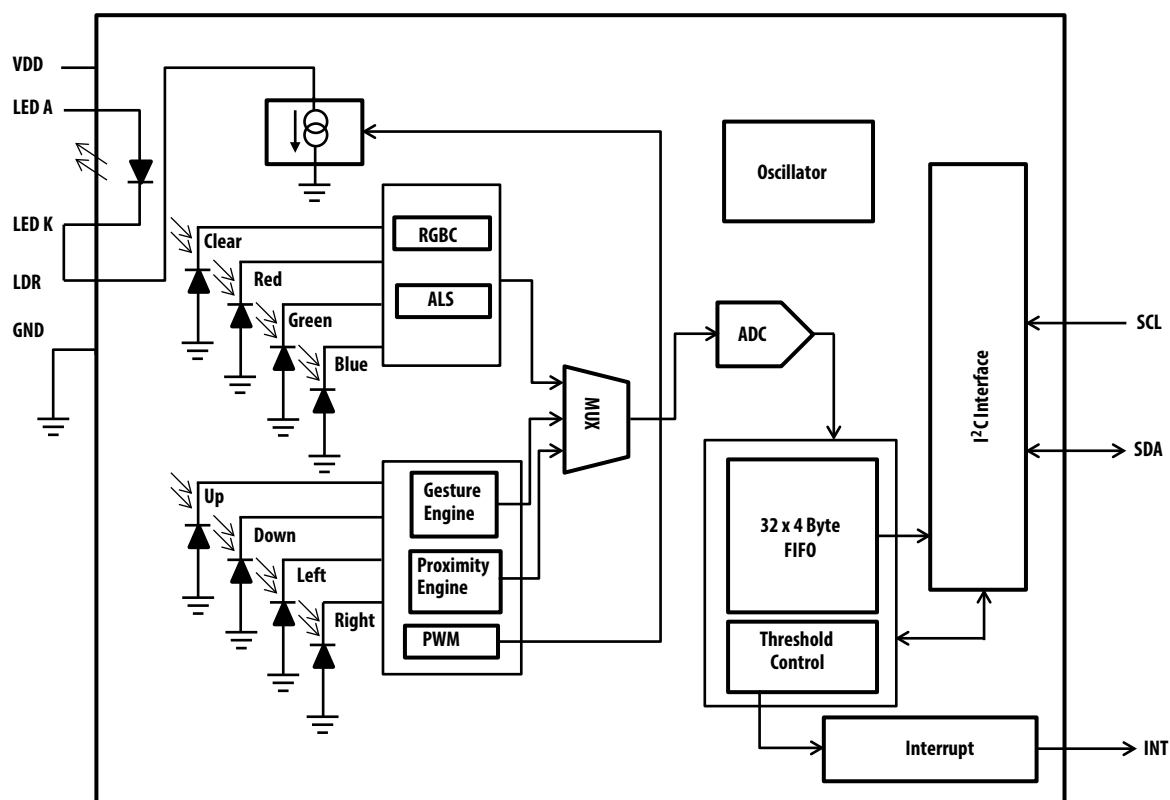 VDD
LED A
LED K
LDR
GND
Clear
Red
Green
Blue
RGBC
ALS
Up
Down
Left
Right
Gesture
Engine
Proximity
Engine
PWM
MUX
Oscillator
ADC
32 x 4 Byte
FIFO
Threshold
Control
I²C Interface
Interrupt
SCL
SDA
INT